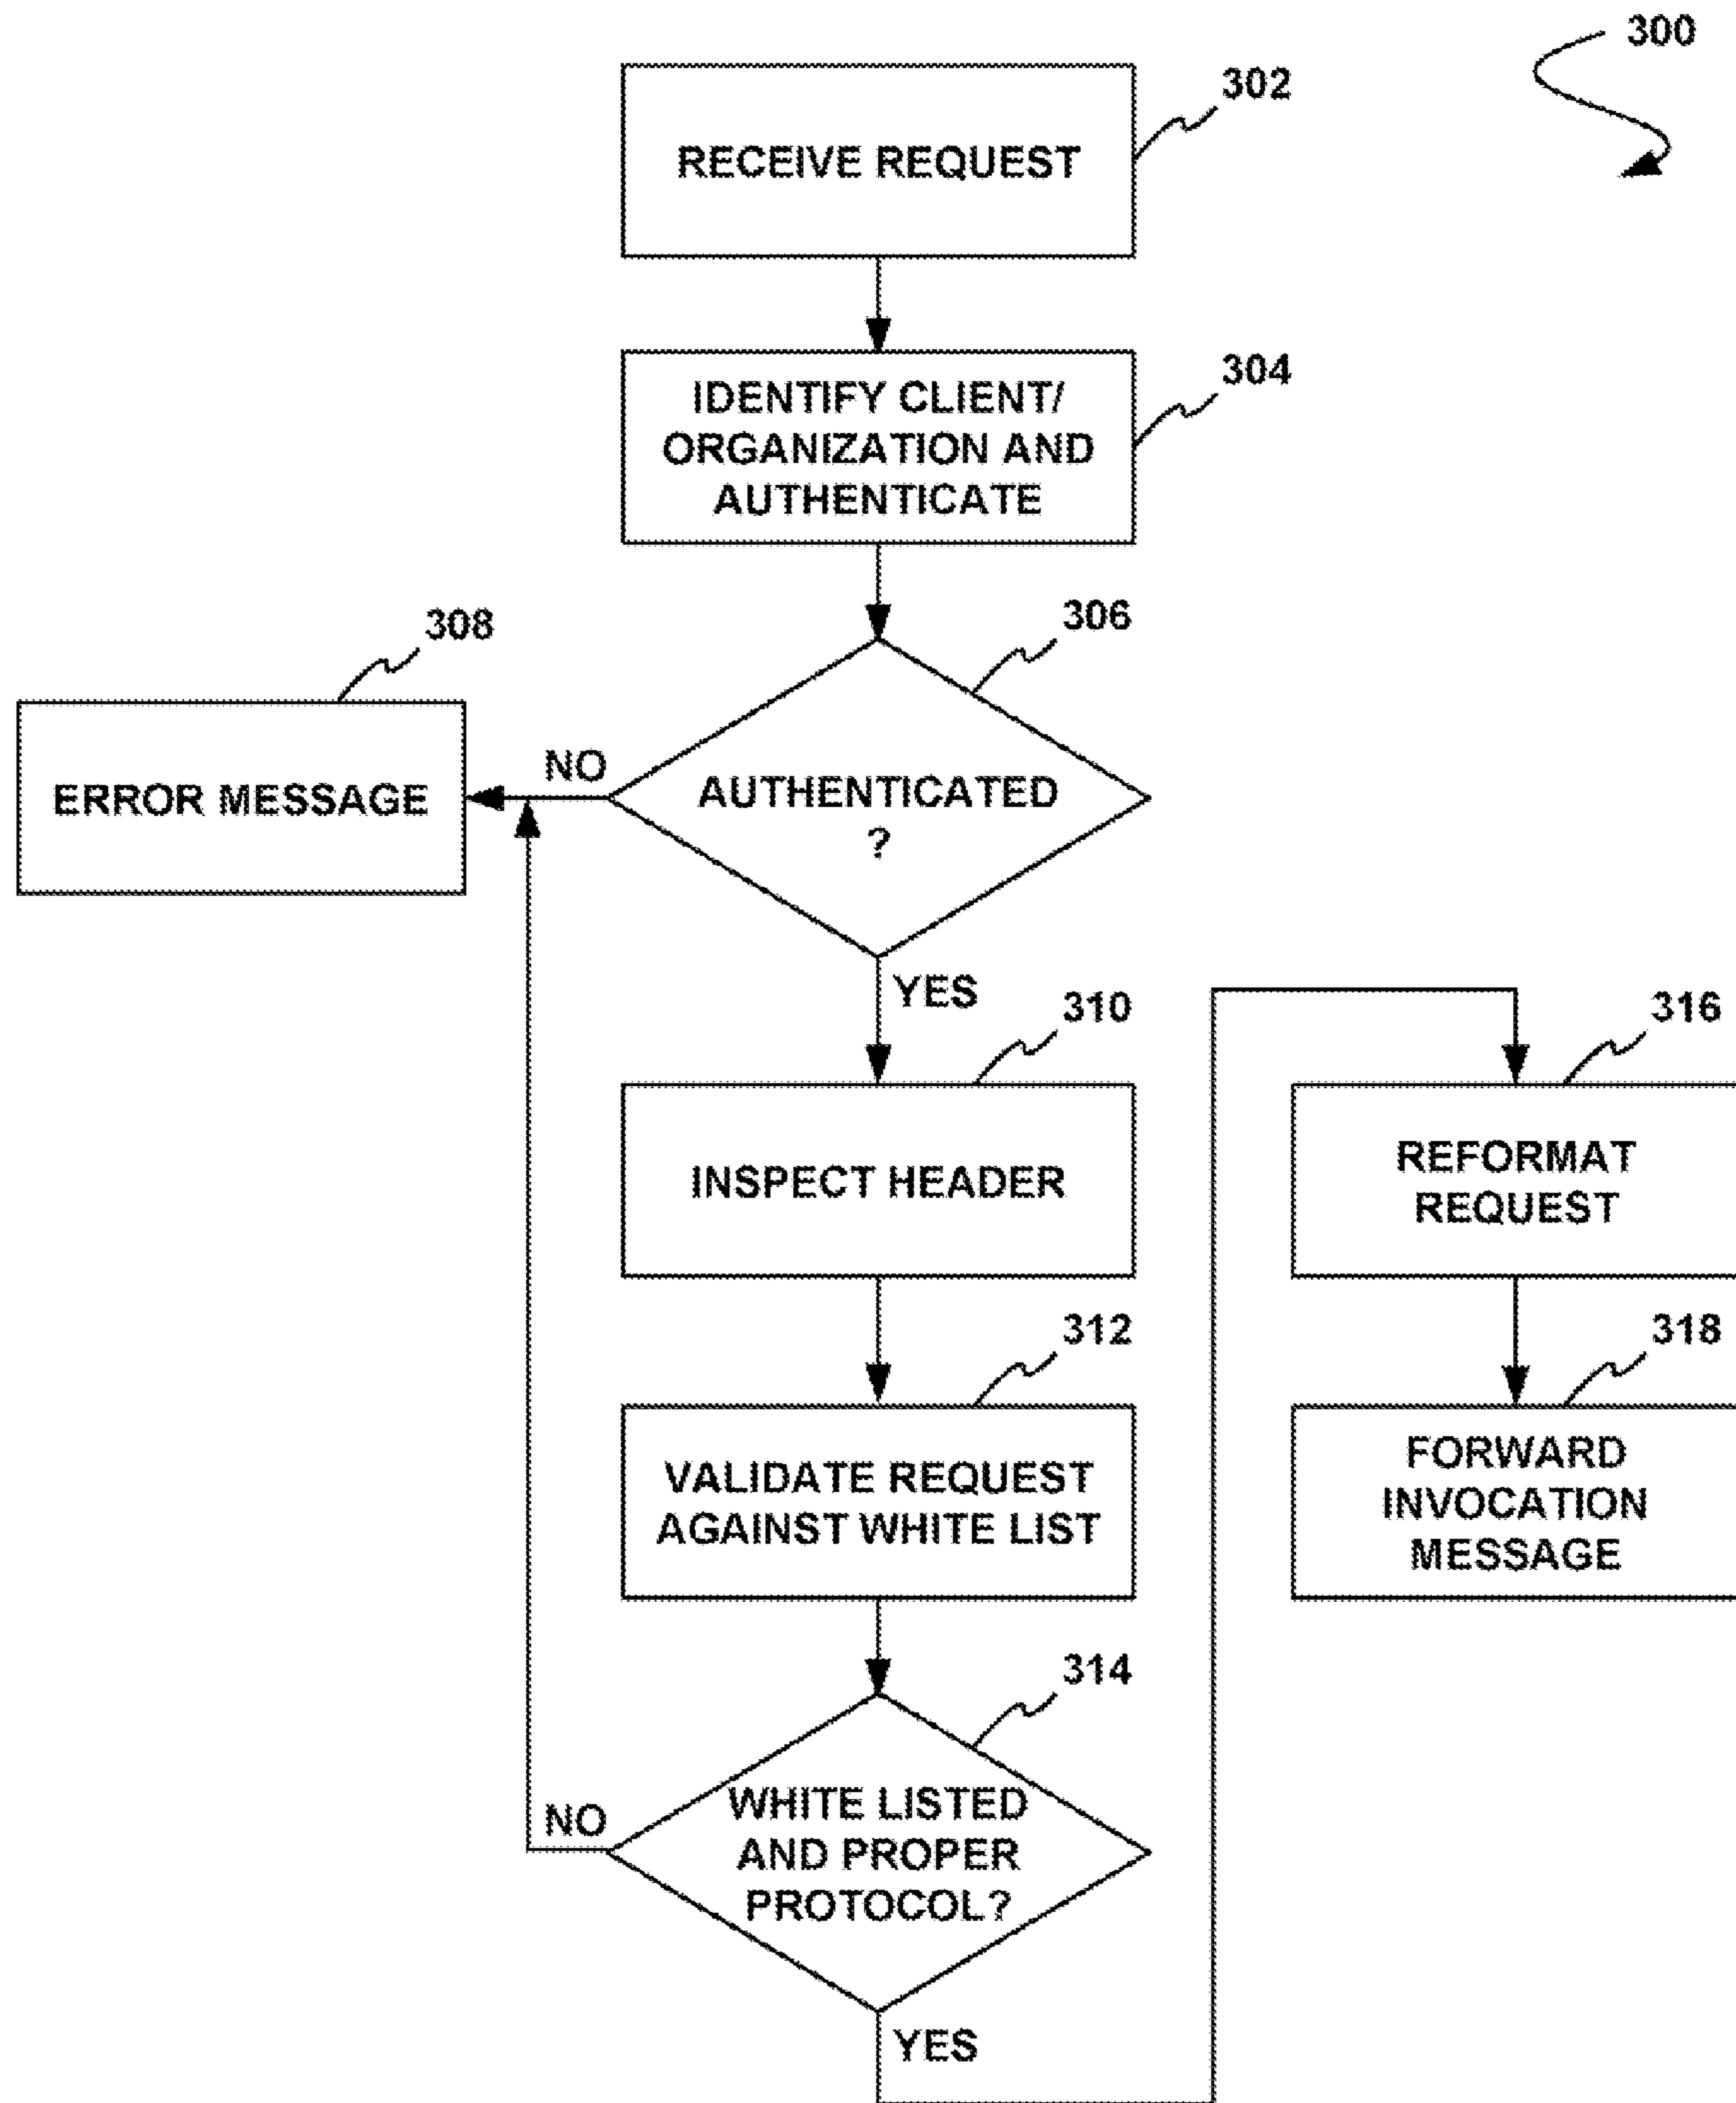 300
302
RECEIVE REQUEST
304
IDENTIFY CLIENT/
ORGANIZATION AND
AUTHENTICATE
306
AUTHENTICATED
?
NO
308
ERROR MESSAGE
YES
310
INSPECT HEADER
312
VALIDATE REQUEST
AGAINST WHITE LIST
314
WHITE LISTED
AND PROPER
PROTOCOL?
NO
YES
316
REFORMAT
REQUEST
318
FORWARD
INVOCATION
MESSAGE